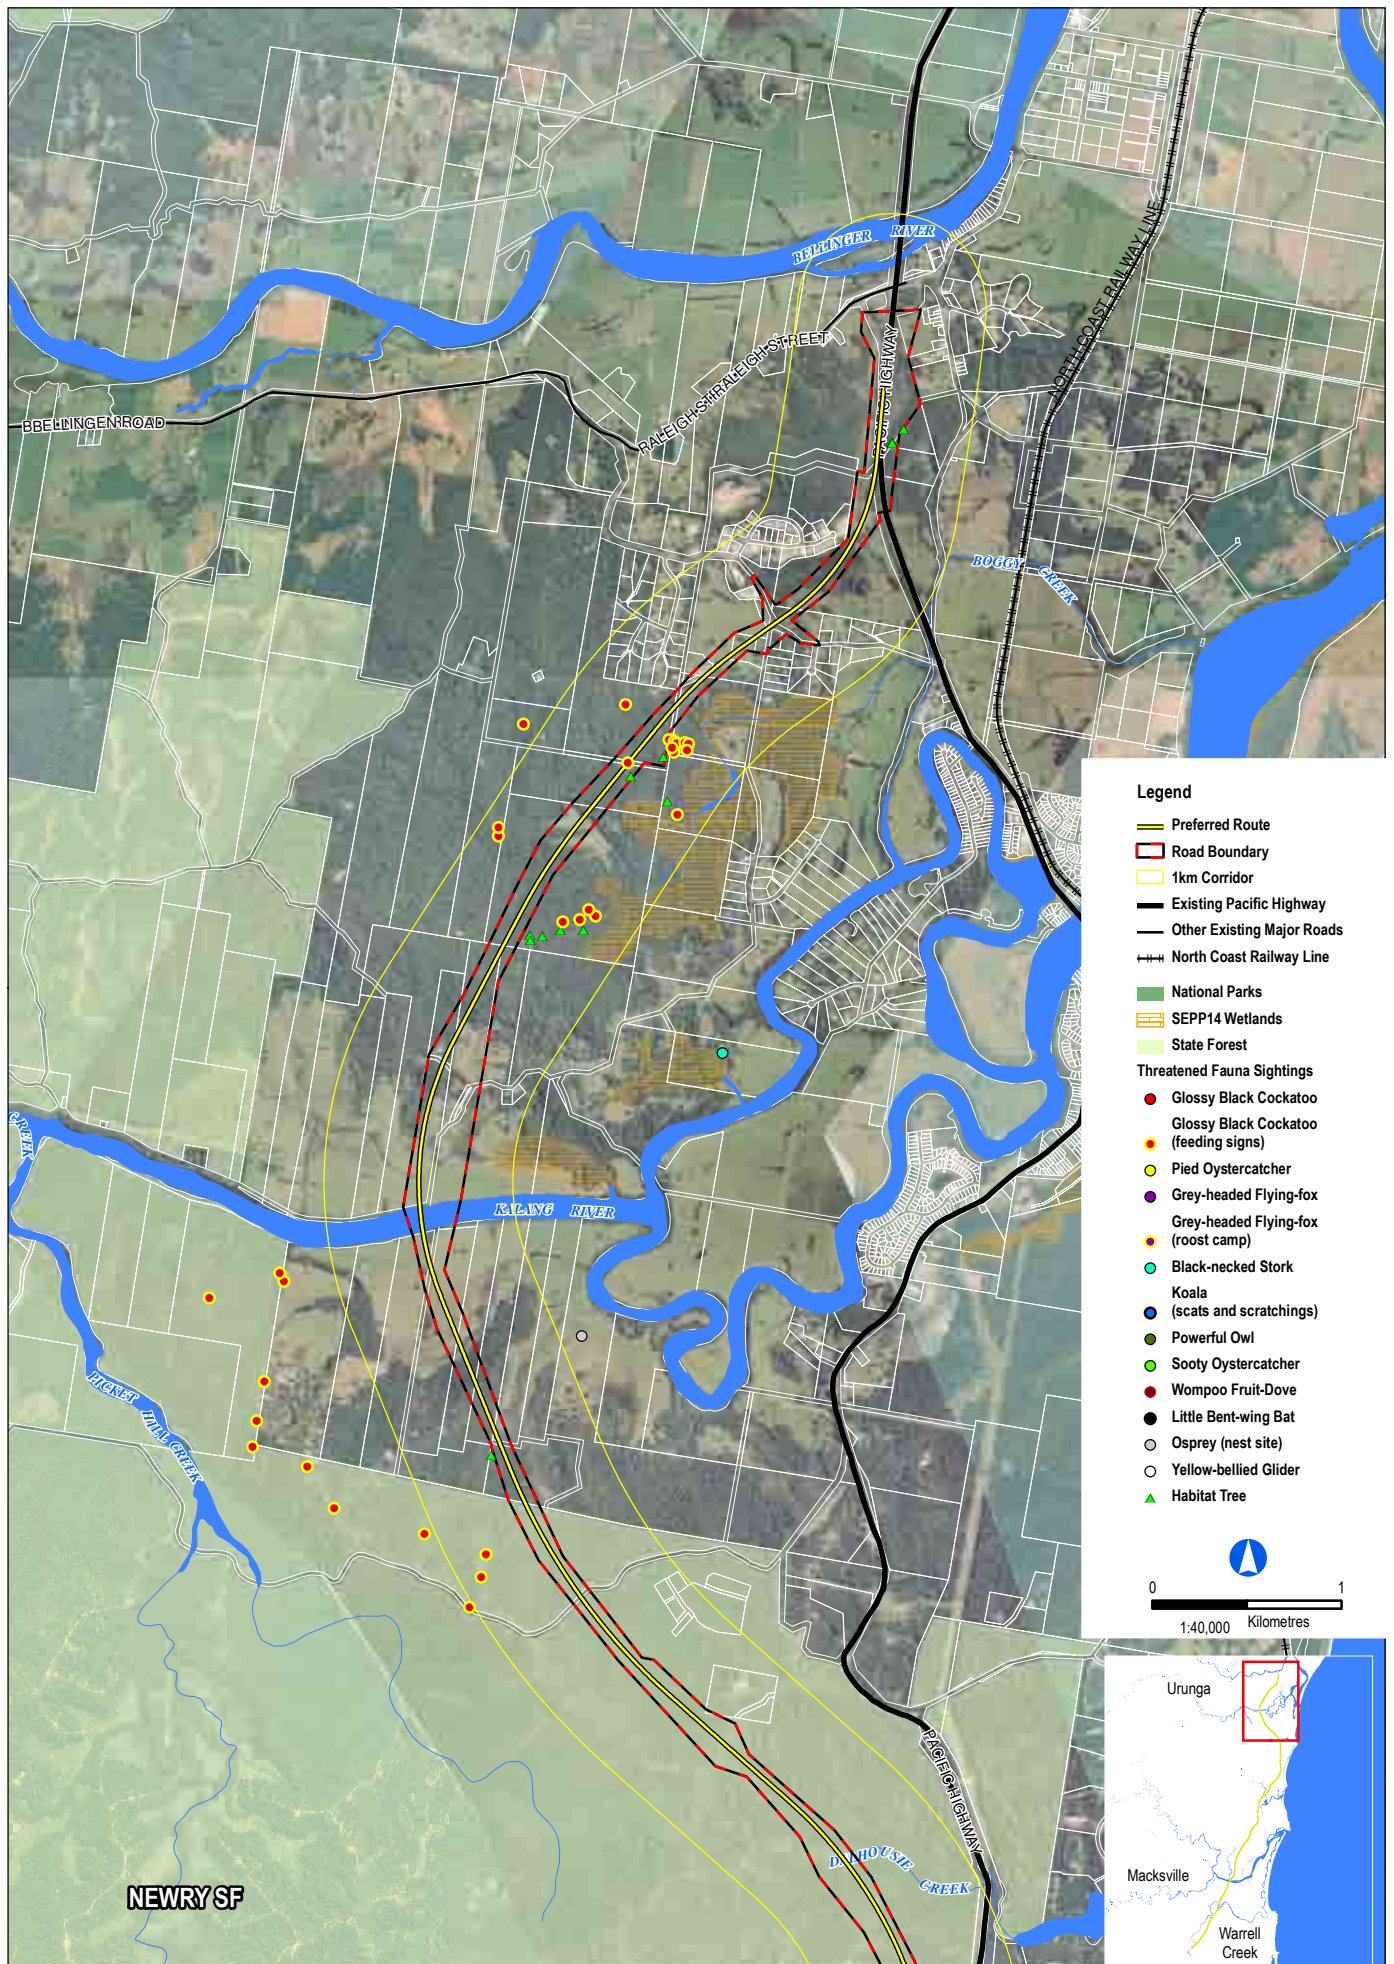 BELLINGER RIVER
NORTH COAST RAILWAY LINE
RALEIGH STREET
PACIFIC HIGHWAY
BELLINGEN ROAD
BOGGY CREEK
CREEK
KALANG RIVER
PICKET HILL CREEK
PACIFIC HIGHWAY
DALHOUSIE CREEK
NEWRY SF
Legend
Preferred Route
Road Boundary
1km Corridor
Existing Pacific Highway
Other Existing Major Roads
North Coast Railway Line
National Parks
SEPP14 Wetlands
State Forest
Threatened Fauna Sightings
Glossy Black Cockatoo
Glossy Black Cockatoo
(feeding signs)
Pied Oystercatcher
Grey-headed Flying-fox
Grey-headed Flying-fox
(roost camp)
Black-necked Stork
Koala
(scats and scratchings)
Powerful Owl
Sooty Oystercatcher
Wompoo Fruit-Dove
Little Bent-wing Bat
Osprey (nest site)
Yellow-bellied Glider
Habitat Tree
0 1
1:40,000 Kilometres
Urunga
Macksville
Warrell
Creek